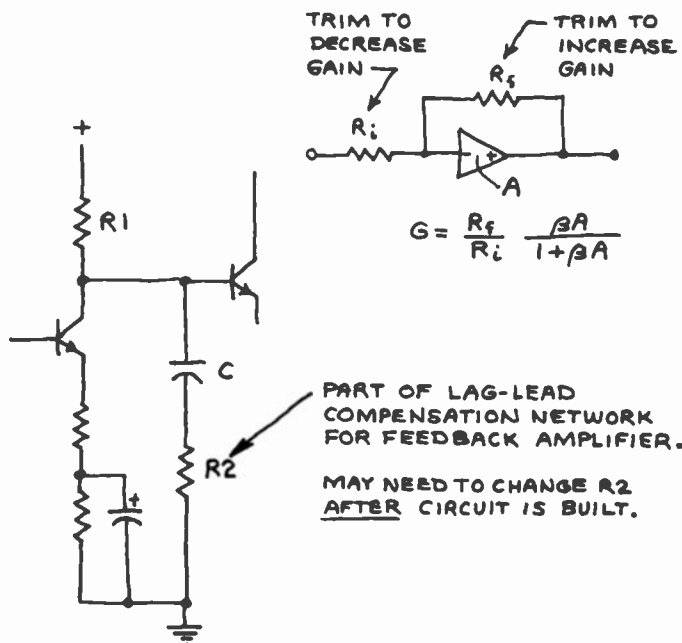 TRIM TO
DECREASE
GAIN
TRIM TO
INCREASE
GAIN
Rf
Ri
- +
A
G = Rf/Ri βA/1+βA
+
R1
C
R2
+
PART OF LAG-LEAD
COMPENSATION NETWORK
FOR FEEDBACK AMPLIFIER.
MAY NEED TO CHANGE R2
AFTER CIRCUIT IS BUILT.